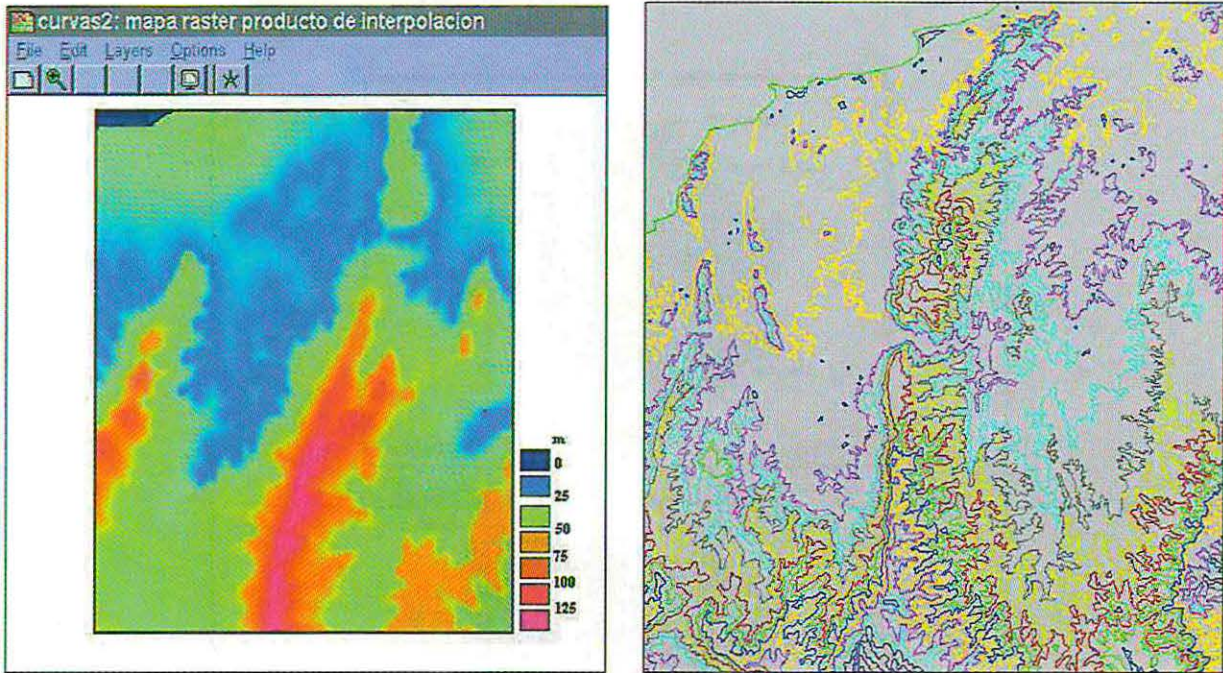 curvas2: mapa raster producto de interpolacion
File Edit Layers Options Help
m
0
25
50
75
100
125